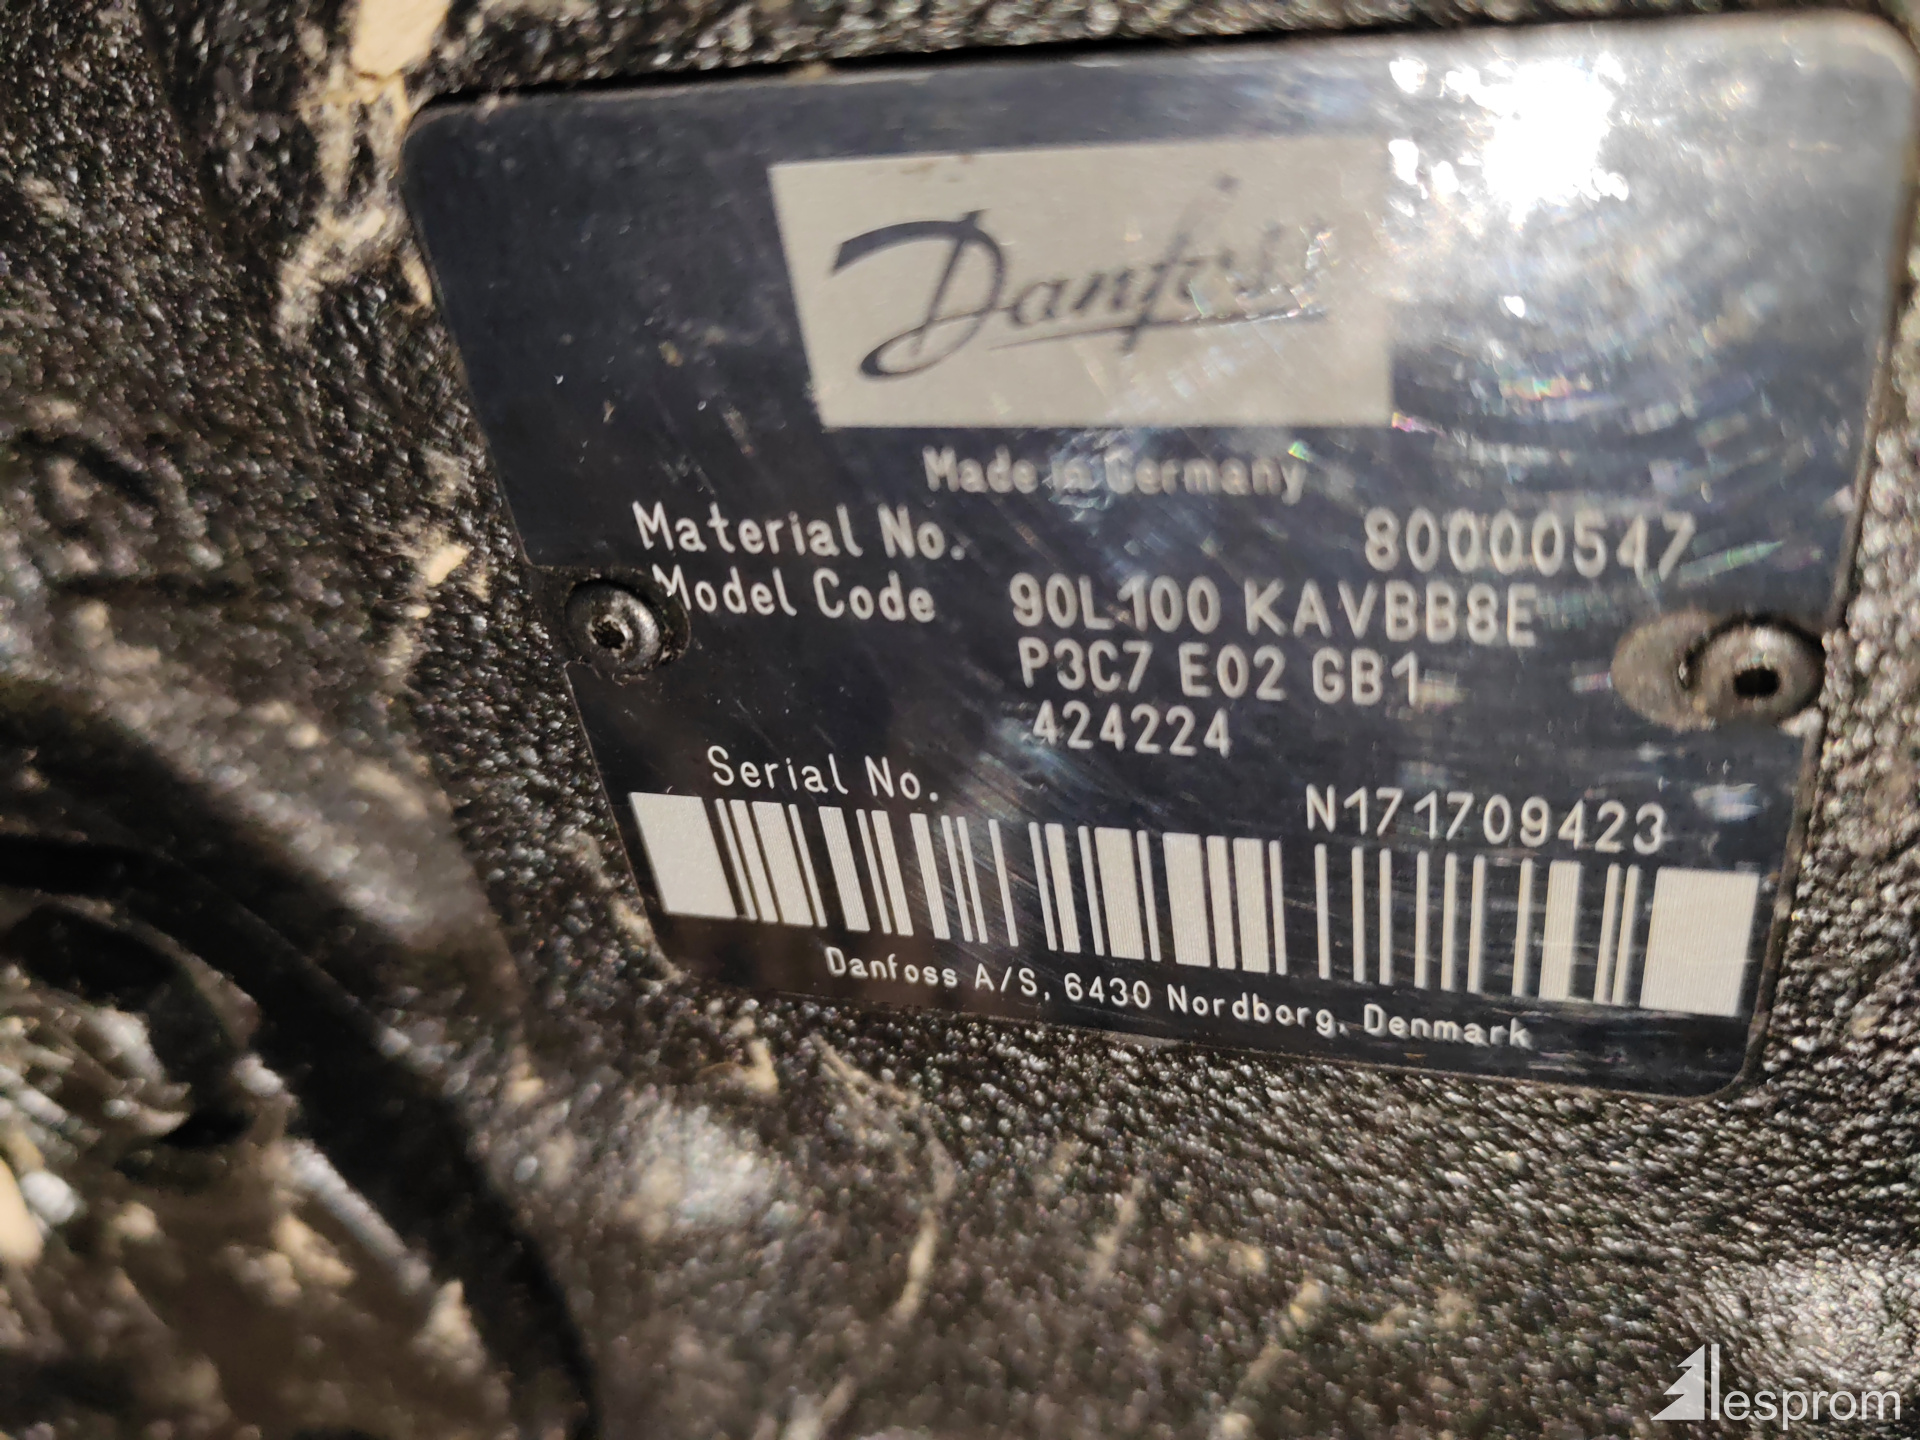 Danfoss
Made in Germany
Material No. 80000547
Model Code 90L100 KAVBB8E
P3C7 E02 GB1
424224
Serial No. N171709423
Danfoss A/S, 6430 Nordborg, Denmark
lesprom